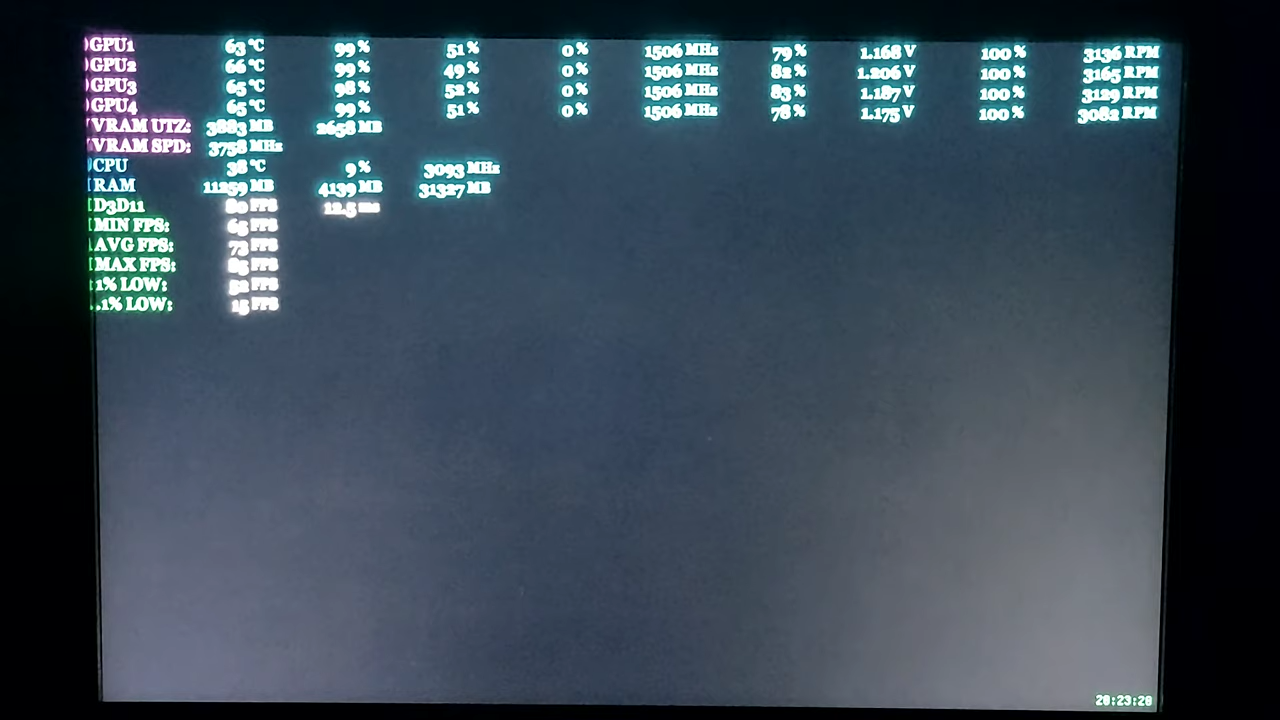 GPU1 63 °C 99 % 51 % 0 % 1506 MHz 79 % 1.168 V 100 % 3136 RPM
GPU2 66 °C 99 % 49 % 0 % 1506 MHz 82 % 1.206 V 100 % 3165 RPM
GPU3 65 °C 98 % 52 % 0 % 1506 MHz 83 % 1.187 V 100 % 3129 RPM
GPU4 65 °C 99 % 51 % 0 % 1506 MHz 78 % 1.175 V 100 % 3082 RPM
VRAM UTZ: 3883 MB 2658 MB
VRAM SPD: 3758 MHz
CPU 38 °C 9 % 3093 MHz
RAM 11259 MB 4139 MB 31327 MB
D3D11 80 FPS 12.5 ms
MIN FPS: 65 FPS
AVG FPS: 73 FPS
MAX FPS: 85 FPS
1% LOW: 52 FPS
.1% LOW: 15 FPS
20:23:20